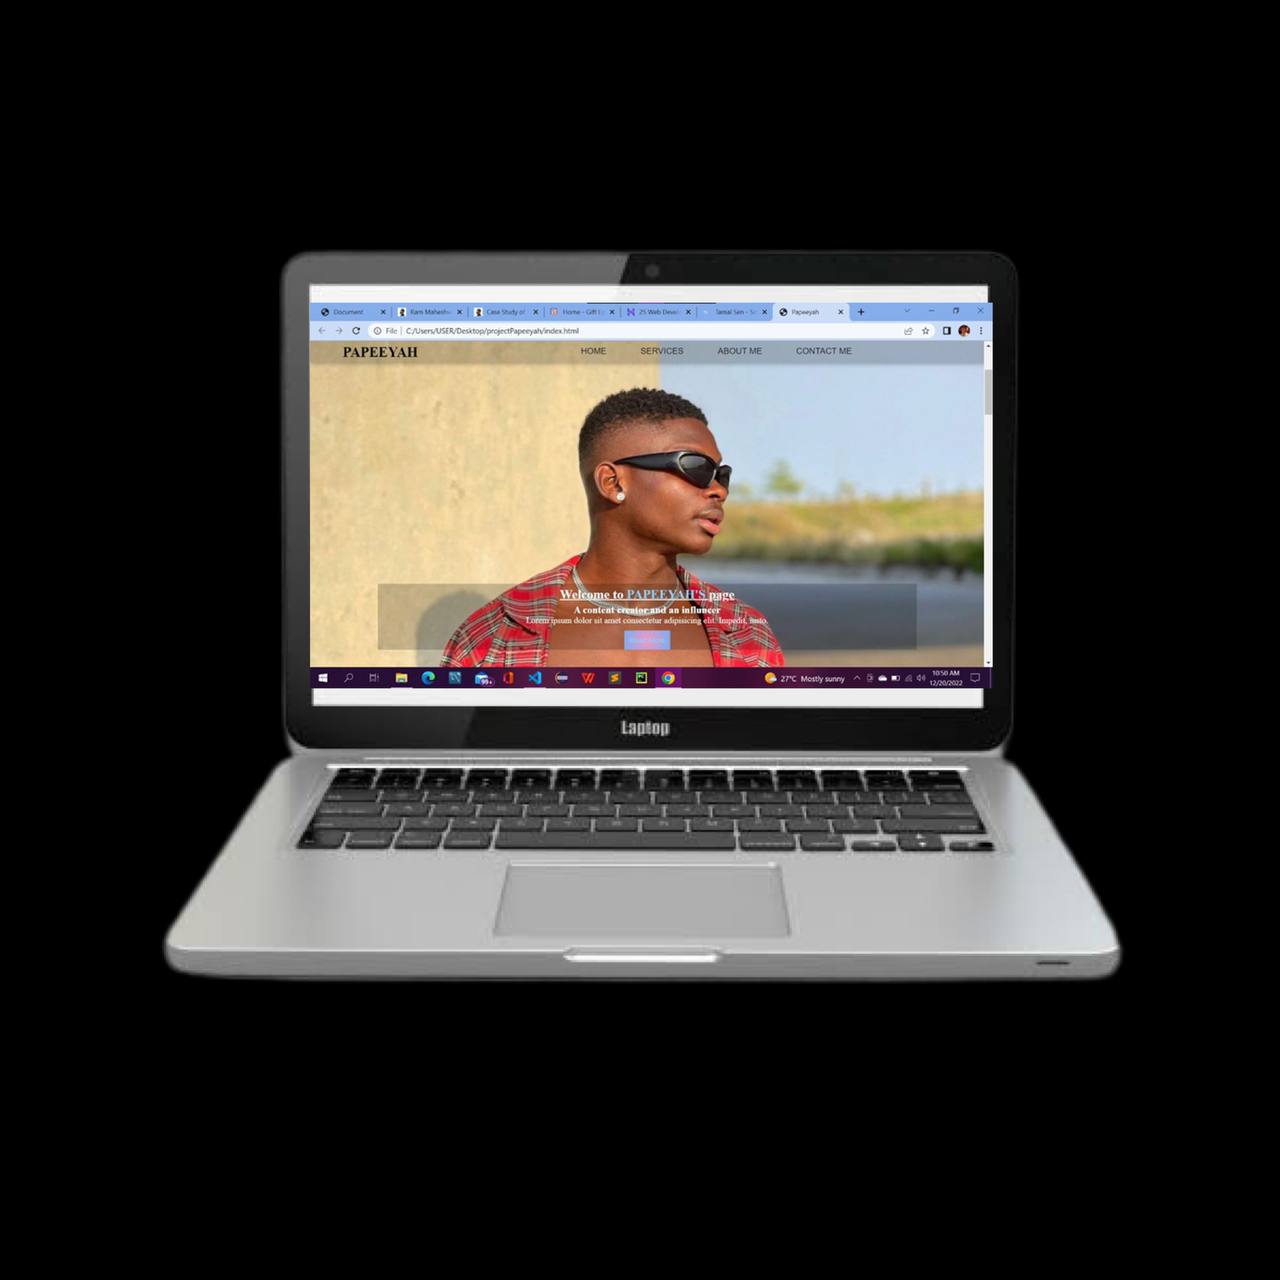 Document
Ram Mahesh
Case Study of
Home - Gift
25 Web Devel
Tamal Sen - S
Papeeyah
File
C:/Users/USER/Desktop/projectPapeeyah/index.html
PAPEEYAH
HOME
SERVICES
ABOUT ME
CONTACT ME
Welcome to PAPEEYAH'S page
A content creator and an influncer
Lorem ipsum dolor sit amet consectetur adipisicing elit. Impedit, iusto.
99+
27°C Mostly sunny
10:50 AM
12/20/2022
Laptop